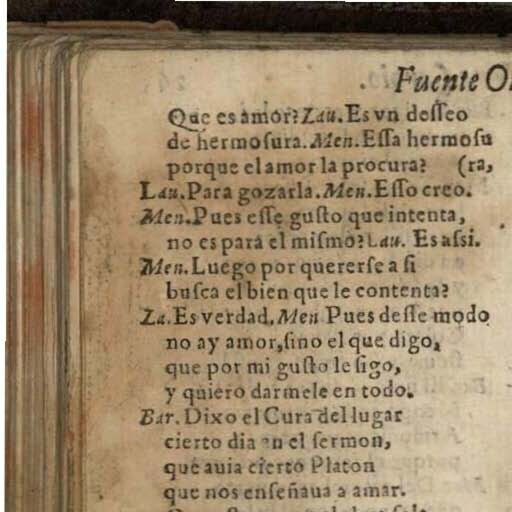 Fuente O
Que es amor? Lau. Es vn desseo
de hermosura. Men. Essa hermosu
porque el amor la procura? (ra,
Lau. Para gozarla. Men. Esso creo.
Men. Pues esse gusto que intenta,
no es para el mismo? Lau. Es assi.
Men. Luego por quererse a si
busca el bien que le contenta?
La. Es verdad. Men Pues desse modo
no ay amor, sino el que digo,
que por mi gusto le sigo,
y quiero darmele en todo.
Bar. Dixo el Cura del lugar
cierto dia en el sermon,
que auia cierto Platon
que nos enseñaua a amar.